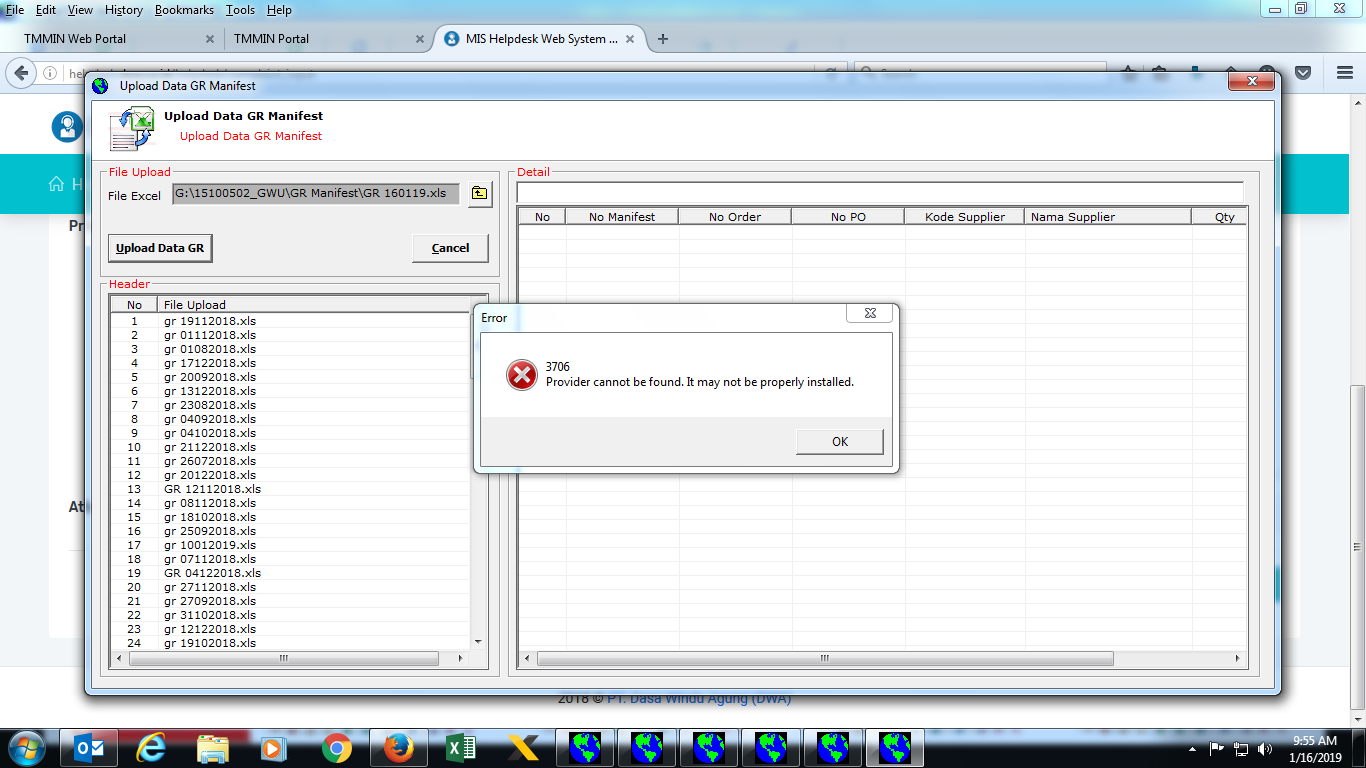 File Edit View History Bookmarks Tools Help
TMMIN Web Portal
TMMIN Portal
MIS Helpdesk Web System ...
Upload Data GR Manifest
Upload Data GR Manifest
Upload Data GR Manifest
File Upload
File Excel G:\15100502_GWU\GR Manifest\GR 160119.xls
Upload Data GR Cancel
Header
No File Upload
1 gr 19112018.xls
2 gr 01112018.xls
3 gr 01082018.xls
4 gr 17122018.xls
5 gr 20092018.xls
6 gr 13122018.xls
7 gr 23082018.xls
8 gr 04092018.xls
9 gr 04102018.xls
10 gr 21122018.xls
11 gr 26072018.xls
12 gr 20122018.xls
13 GR 12112018.xls
14 gr 08112018.xls
15 gr 18102018.xls
16 gr 25092018.xls
17 gr 10012019.xls
18 gr 07112018.xls
19 GR 04122018.xls
20 gr 27112018.xls
21 gr 27092018.xls
22 gr 31102018.xls
23 gr 12122018.xls
24 gr 19102018.xls
Detail
No No Manifest No Order No PO Kode Supplier Nama Supplier Qty
Error
3706
Provider cannot be found. It may not be properly installed.
OK
H
Pr
At
2018 © PT. Dasa Windu Agung (DWA)
9:55 AM
1/16/2019